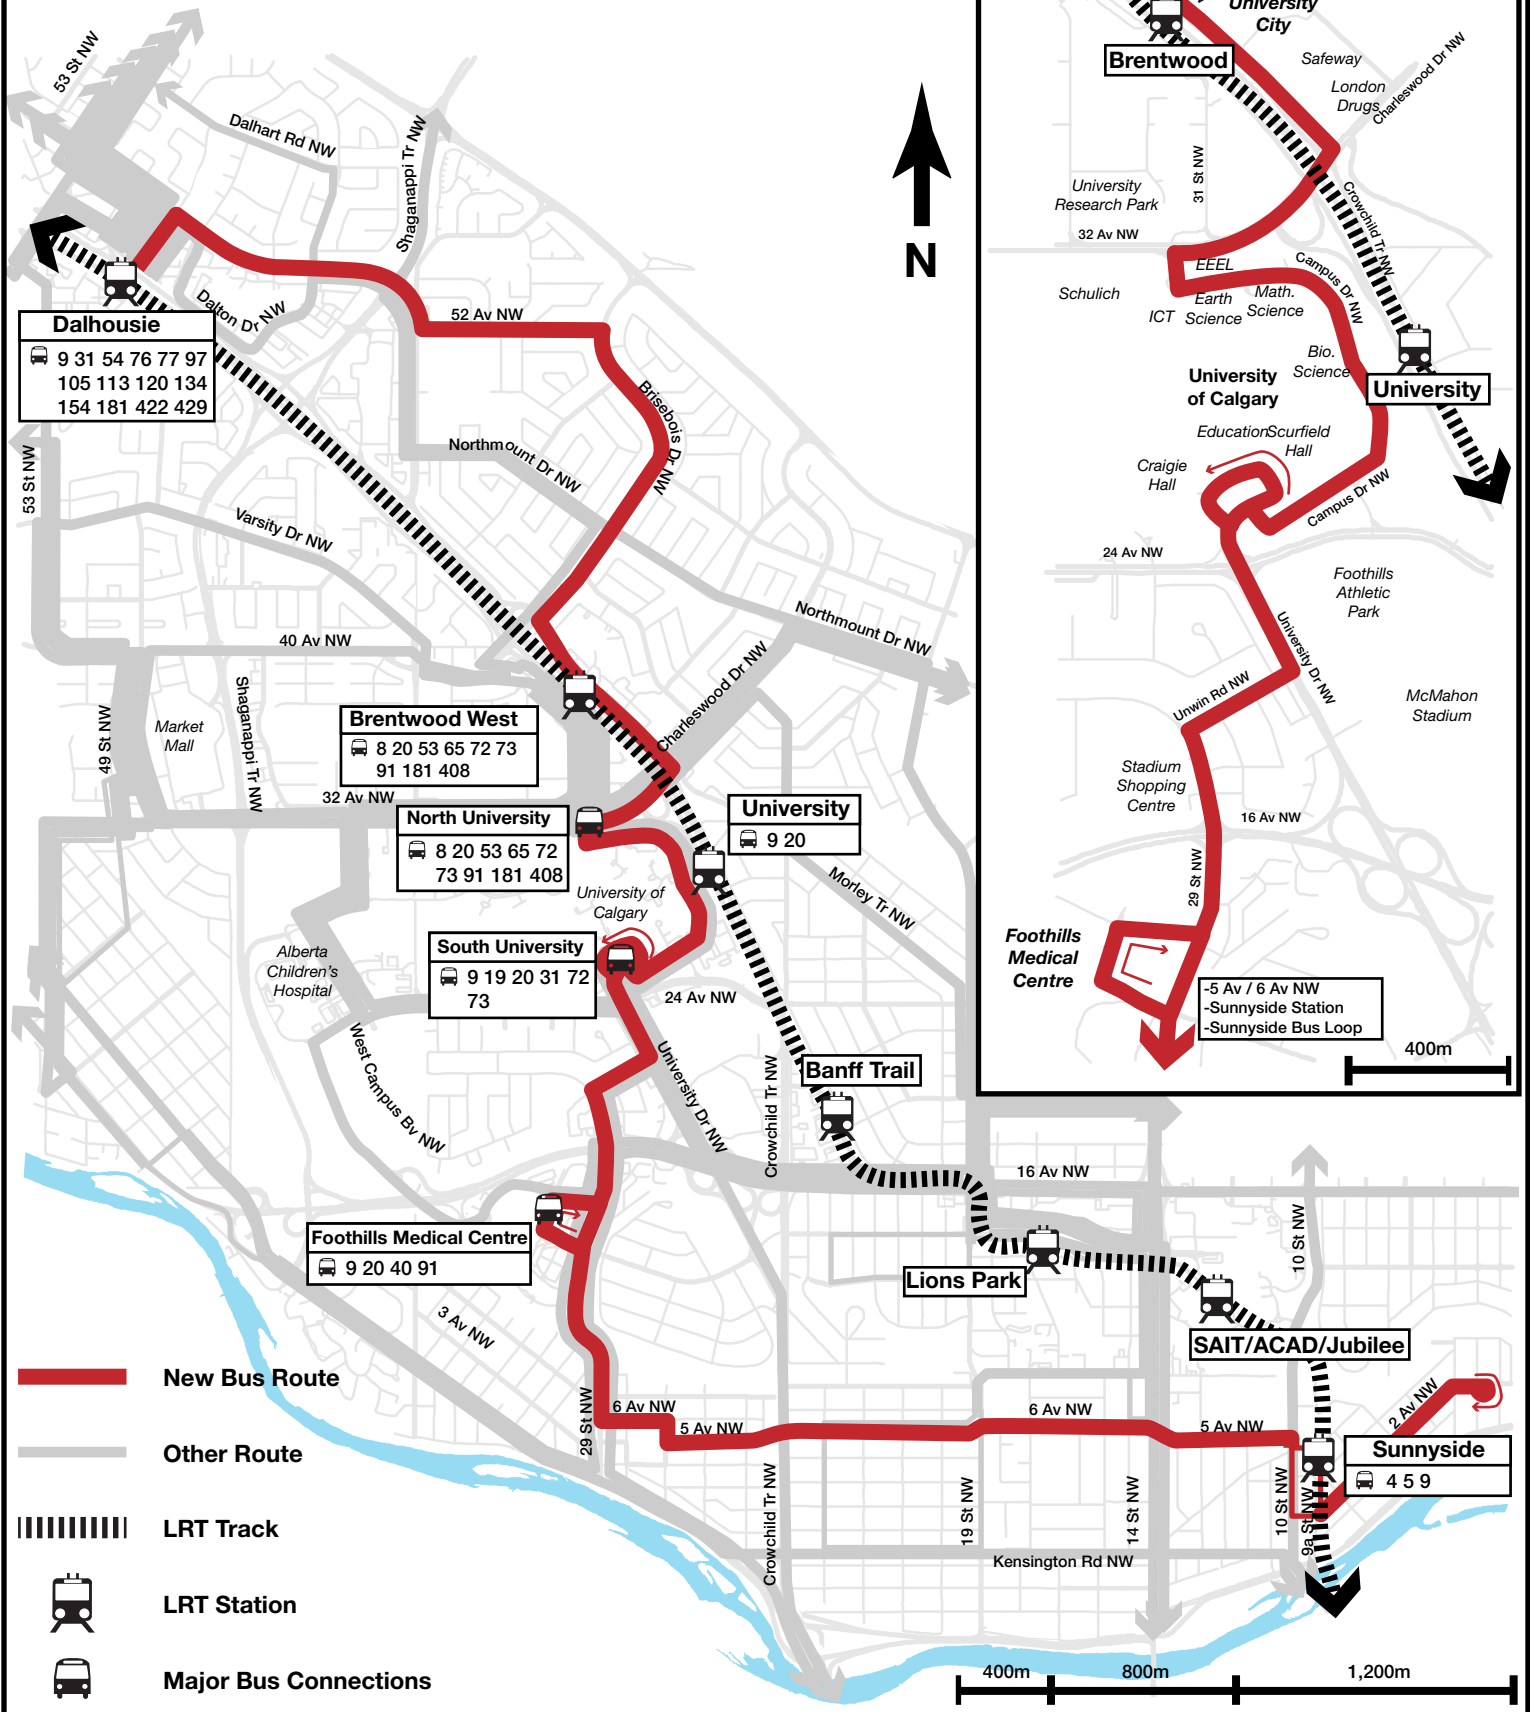 53 St NW
Dalhart Rd NW
Shaganappi Tr NW
N
Dalton Dr NW
52 Av NW
Dalhousie
9 31 54 76 77 97
105 113 120 134
154 181 422 429
Brisebois Dr NW
Northmount Dr NW
53 St NW
Varsity Dr NW
Northmount Dr NW
40 Av NW
Charleswood Dr NW
Shaganappi Tr NW
49 St NW
Market
Mall
Brentwood West
8 20 53 65 72 73
91 181 408
32 Av NW
North University
8 20 53 65 72
73 91 181 408
University
9 20
University of
Calgary
Morley Tr NW
South University
9 19 20 31 72
73
Alberta
Children's
Hospital
24 Av NW
West Campus Bv NW
University Dr NW
Crowchild Tr NW
Banff Trail
16 Av NW
Foothills Medical Centre
9 20 40 91
Lions Park
10 St NW
3 Av NW
SAIT/ACAD/Jubilee
29 St NW
6 Av NW
5 Av NW
6 Av NW
5 Av NW
2 Av NW
Sunnyside
4 5 9
Crowchild Tr NW
19 St NW
14 St NW
10 St NW
9a St NW
Kensington Rd NW
New Bus Route
Other Route
LRT Track
LRT Station
Major Bus Connections
400m
800m
1,200m
University
City
Brentwood
Safeway
London
Drugs
Charleswood Dr NW
31 St NW
University
Research Park
Crowchild Tr NW
32 Av NW
EEEL
Campus Dr NW
Schulich
ICT
Earth
Science
Math.
Science
Bio.
Science
University
of Calgary
University
Education
Scurfield
Hall
Craigie
Hall
Campus Dr NW
24 Av NW
Foothills
Athletic
Park
University Dr NW
Unwin Rd NW
McMahon
Stadium
Stadium
Shopping
Centre
16 Av NW
29 St NW
Foothills
Medical
Centre
-5 Av / 6 Av NW
-Sunnyside Station
-Sunnyside Bus Loop
400m